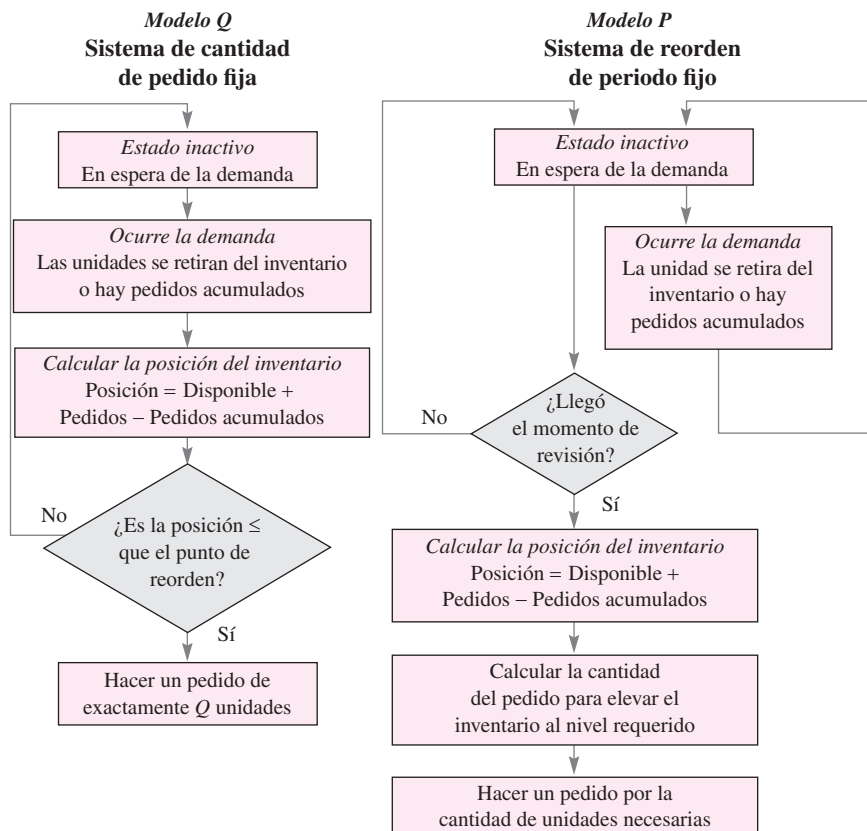 Modelo Q
Sistema de cantidad
de pedido fija
Estado inactivo
En espera de la demanda
Ocurre la demanda
Las unidades se retiran del inventario
o hay pedidos acumulados
Calcular la posición del inventario
Posición = Disponible +
Pedidos − Pedidos acumulados
No
¿Es la posición ≤
que el punto de
reorden?
Sí
Hacer un pedido de
exactamente Q unidades
Modelo P
Sistema de reorden
de periodo fijo
Estado inactivo
En espera de la demanda
Ocurre la demanda
La unidad se retira del
inventario o hay
pedidos acumulados
No
¿Llegó
el momento de
revisión?
Sí
Calcular la posición del inventario
Posición = Disponible +
Pedidos − Pedidos acumulados
Calcular la cantidad
del pedido para elevar el
inventario al nivel requerido
Hacer un pedido por la
cantidad de unidades necesarias